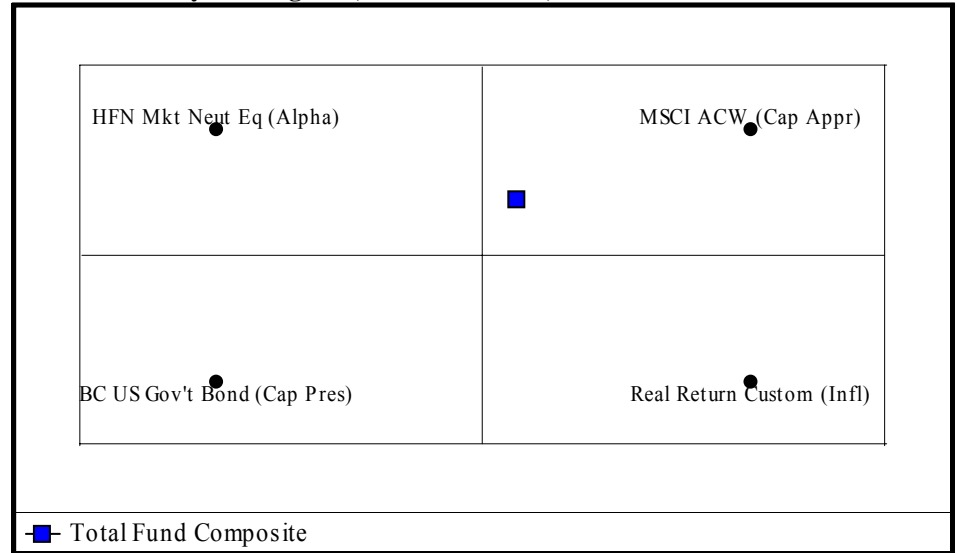 HFN Mkt Neut Eq (Alpha)
MSCI ACW (Cap Appr)
BC US Gov't Bond (Cap Pres)
Real Return Custom (Infl)
Total Fund Composite